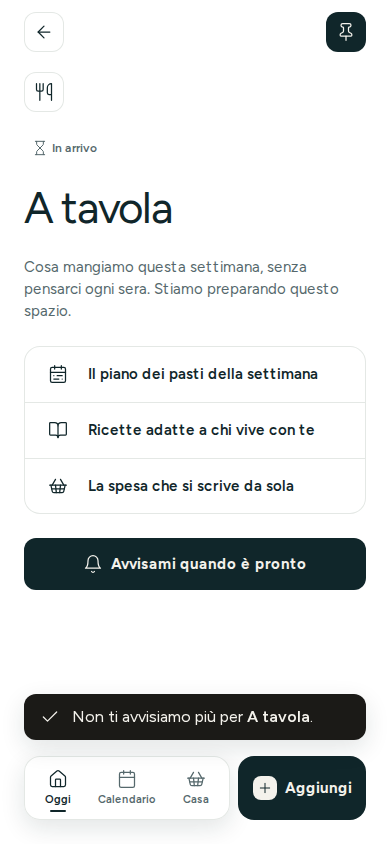 In arrivo
A tavola
Cosa mangiamo questa settimana, senza
pensarci ogni sera. Stiamo preparando questo
spazio.
Il piano dei pasti della settimana
Ricette adatte a chi vive con te
La spesa che si scrive da sola
Avvisami quando è pronto
Non ti avvisiamo più per A tavola.
Oggi
Calendario
Casa
Aggiungi